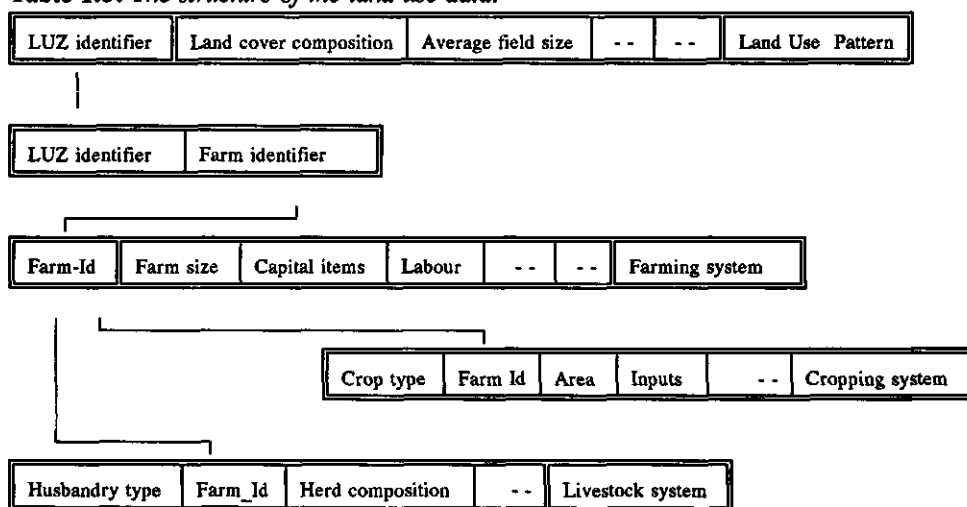 LUZ identifier Land cover composition Average field size - - - - Land Use Pattern
LUZ identifier Farm identifier
Farm-Id Farm size Capital items Labour - - - - Farming system
Crop type Farm Id Area Inputs - - Cropping system
Husbandry type Farm_Id Herd composition - - Livestock system